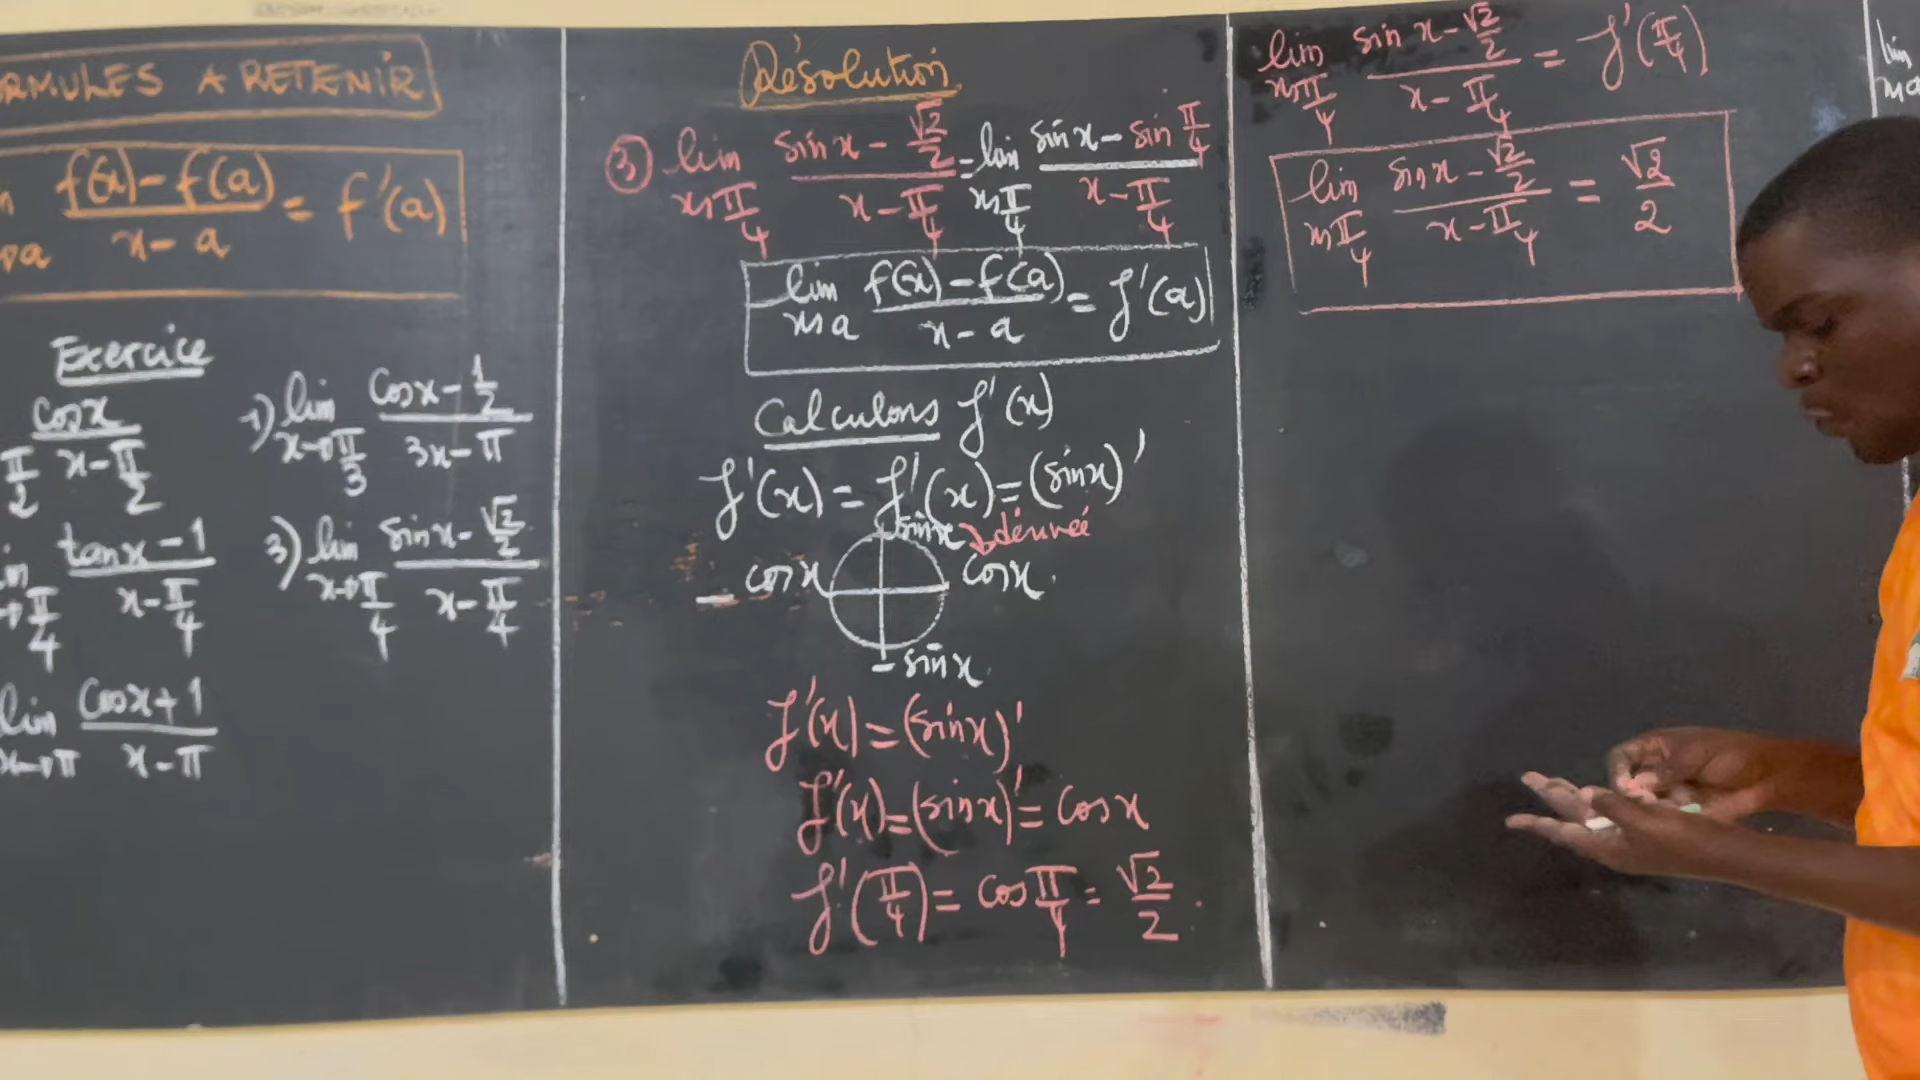 RMULES A RETENIR
f(x)-f(a)/x-a = f'(a)
Exercice
cosx/x-π/2
1) lim x→π/3 cosx-1/2 / 3x-π
lim →π/4 tanx-1 / x-π/4
3) lim x→π/4 sinx-√2/2 / x-π/4
lim x→π cosx+1 / x-π
Résolution
③ lim x→π/4 sinx-√2/2 / x-π/4 = lim x→π/4 sinx-sin π/4 / x-π/4
lim x→a f(x)-f(a) / x-a = f'(a)
Calculons f'(x)
f'(x) = f'(x) = (sinx)'
sinx dérivée
-cosx cosx.
-sinx
f'(x) = (sinx)'
f'(x) = (sinx)' = cosx
f'(π/4) = cos π/4 = √2/2.
lim x→π/4 sinx-√2/2 / x-π/4 = f'(π/4)
lim x→π/4 sinx-√2/2 / x-π/4 = √2/2
lim